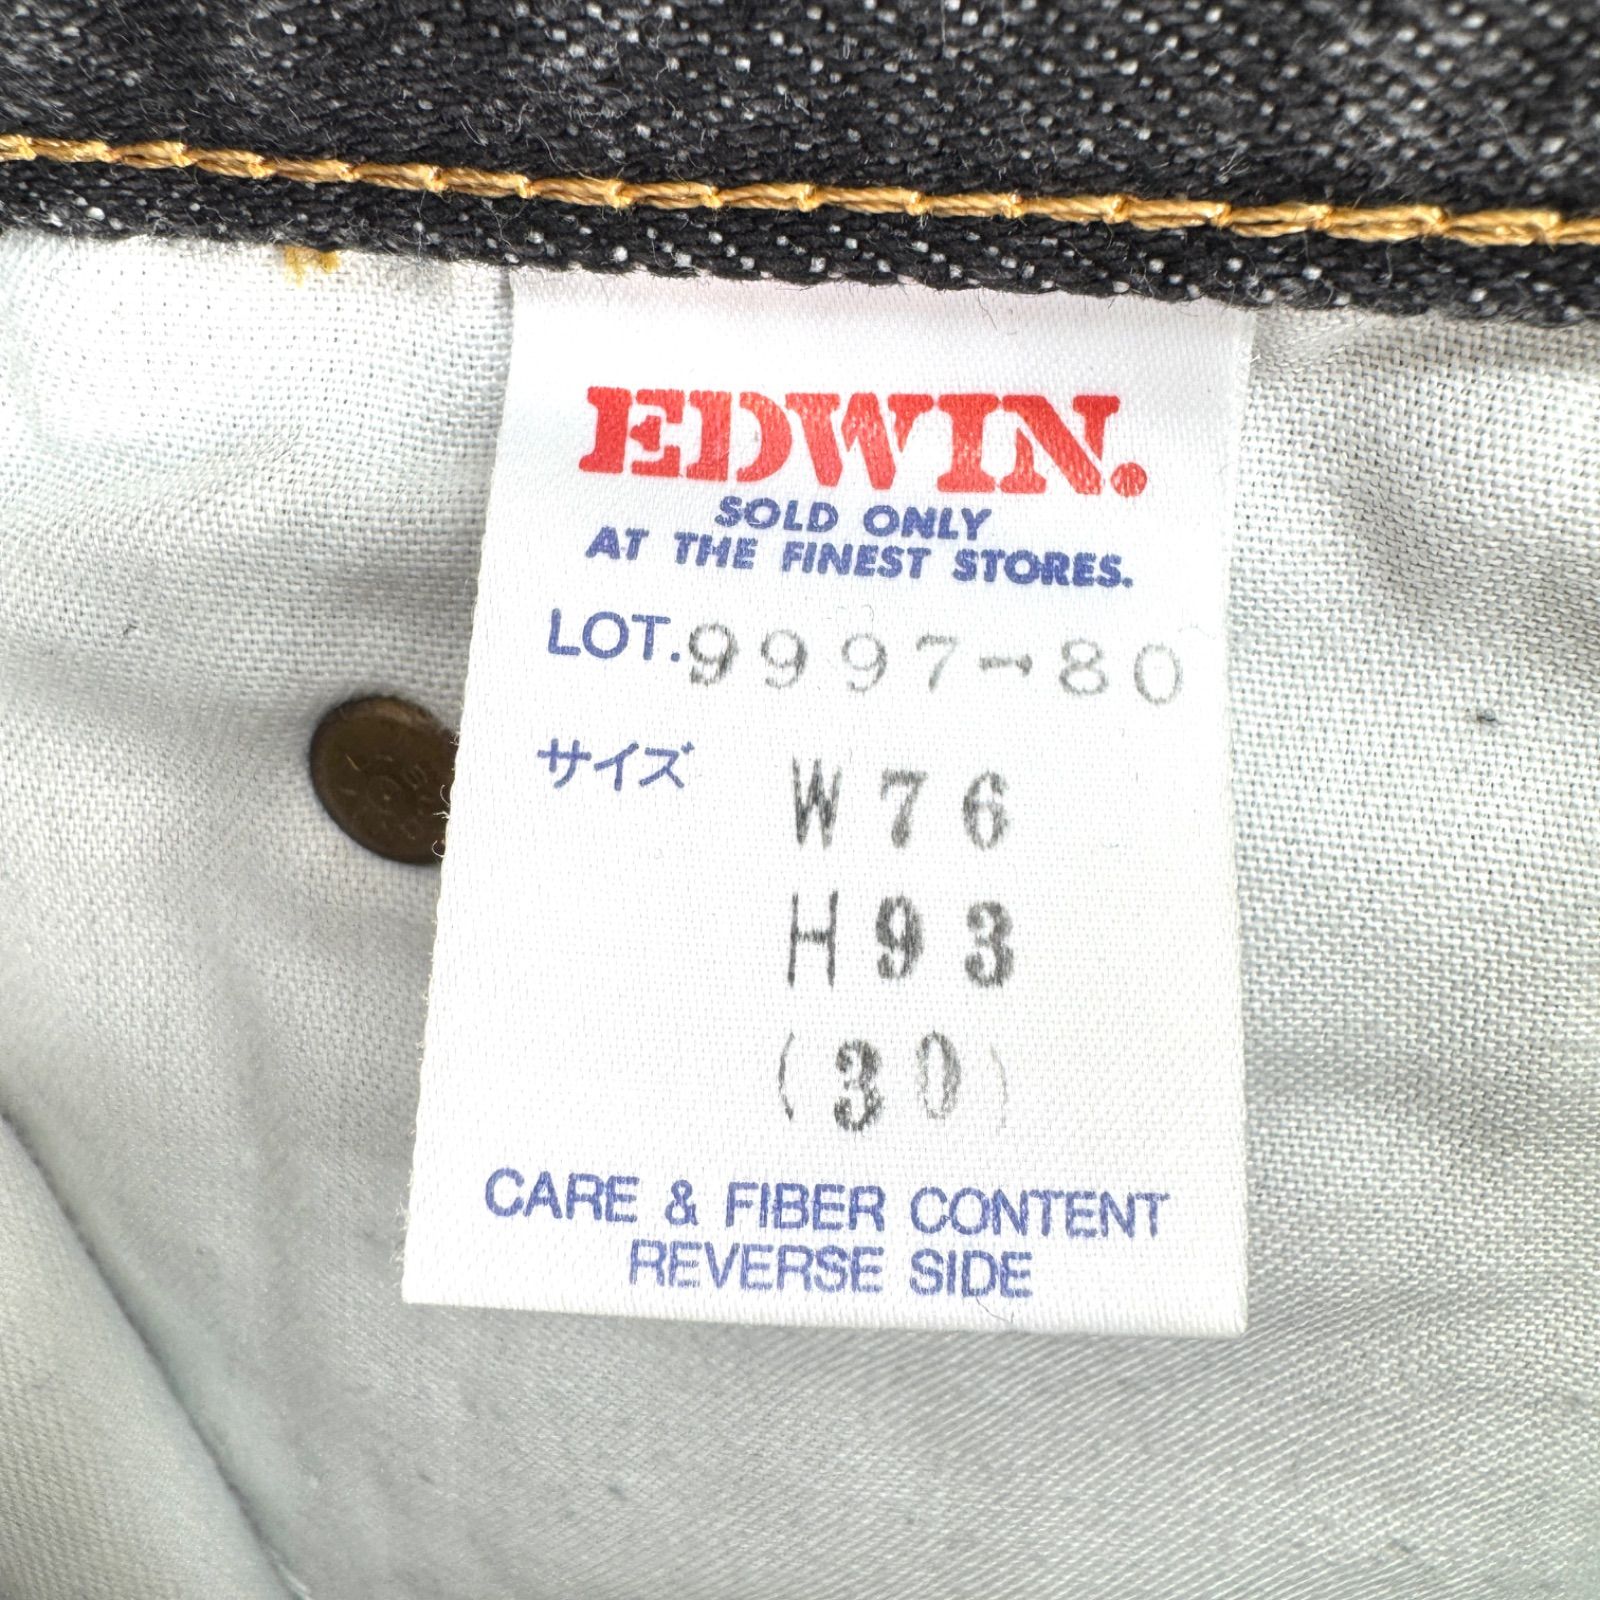 EDWIN.
SOLD ONLY
AT THE FINEST STORES.
LOT. 9997-80
サイズ W76
H93
(30)
CARE & FIBER CONTENT
REVERSE SIDE